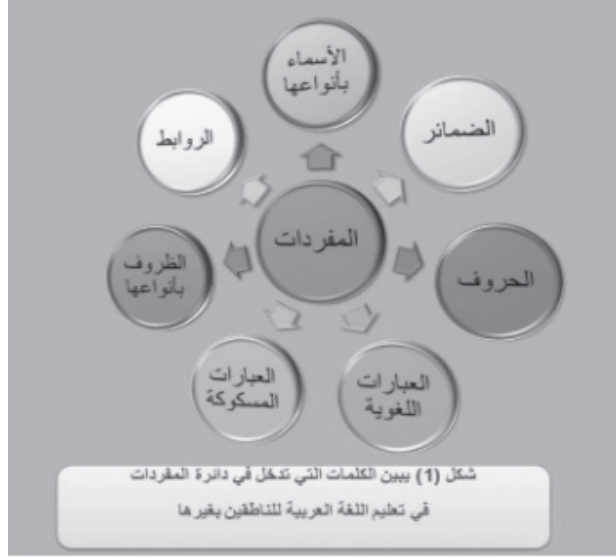 الأسماء
بأنواعها
الضمائر
الروابط
المفردات
الحروف
الظروف
بأنواعها
العبارات
اللغوية
العبارات
المسكوكة
شكل (1) يبين الكلمات التي تدخل في دائرة المفردات
في تعليم اللغة العربية للناطقين بغيرها